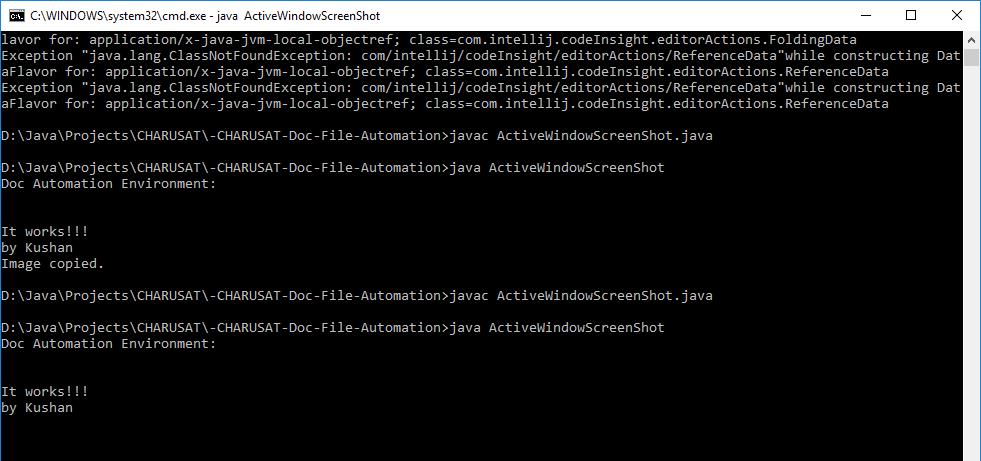 C:\WINDOWS\system32\cmd.exe - java  ActiveWindowScreenShot
lavor for: application/x-java-jvm-local-objectref; class=com.intellij.codeInsight.editorActions.FoldingData
Exception "java.lang.ClassNotFoundException: com/intellij/codeInsight/editorActions/ReferenceData"while constructing Dat
aFlavor for: application/x-java-jvm-local-objectref; class=com.intellij.codeInsight.editorActions.ReferenceData
Exception "java.lang.ClassNotFoundException: com/intellij/codeInsight/editorActions/ReferenceData"while constructing Dat
aFlavor for: application/x-java-jvm-local-objectref; class=com.intellij.codeInsight.editorActions.ReferenceData
D:\Java\Projects\CHARUSAT\-CHARUSAT-Doc-File-Automation>javac ActiveWindowScreenShot.java
D:\Java\Projects\CHARUSAT\-CHARUSAT-Doc-File-Automation>java ActiveWindowScreenShot
Doc Automation Environment:
It works!!!
by Kushan
Image copied.
D:\Java\Projects\CHARUSAT\-CHARUSAT-Doc-File-Automation>javac ActiveWindowScreenShot.java
D:\Java\Projects\CHARUSAT\-CHARUSAT-Doc-File-Automation>java ActiveWindowScreenShot
Doc Automation Environment:
It works!!!
by Kushan